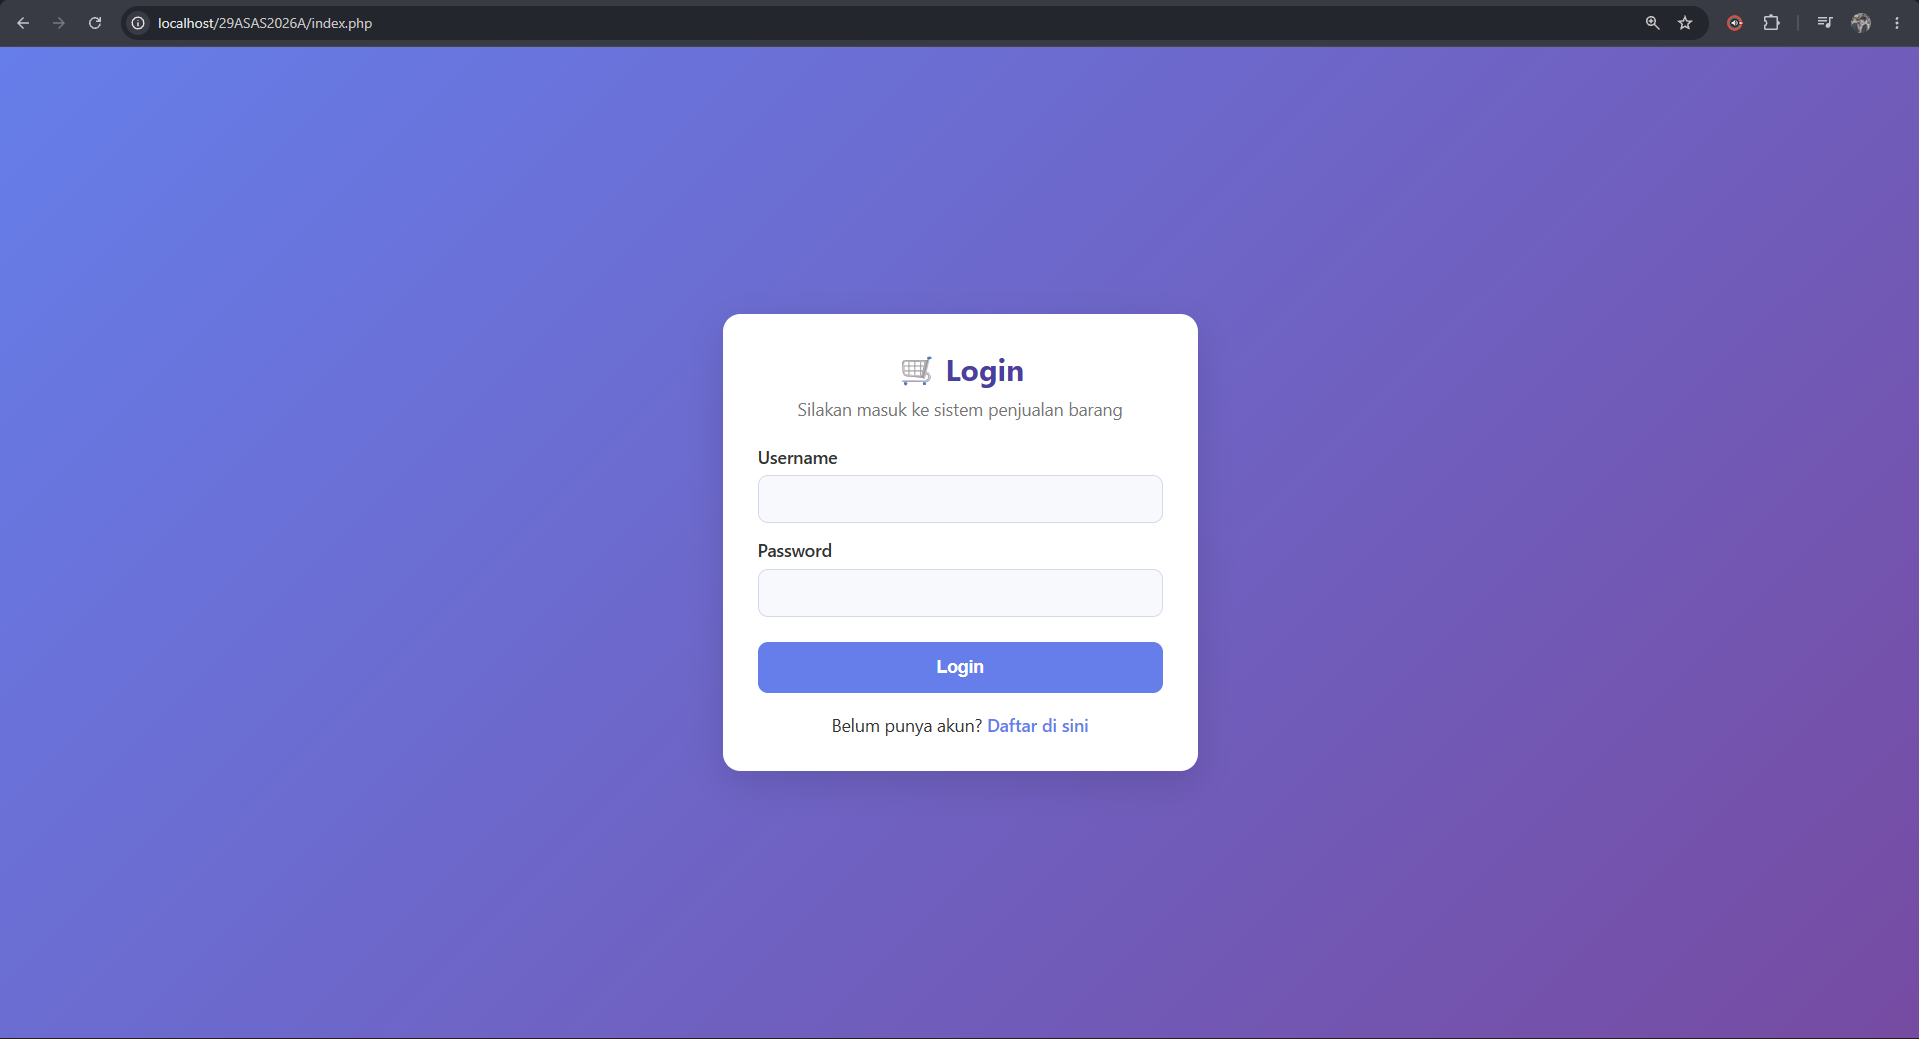 localhost/29ASAS2026A/index.php
Login
Silakan masuk ke sistem penjualan barang
Username
Password
Login
Belum punya akun? Daftar di sini